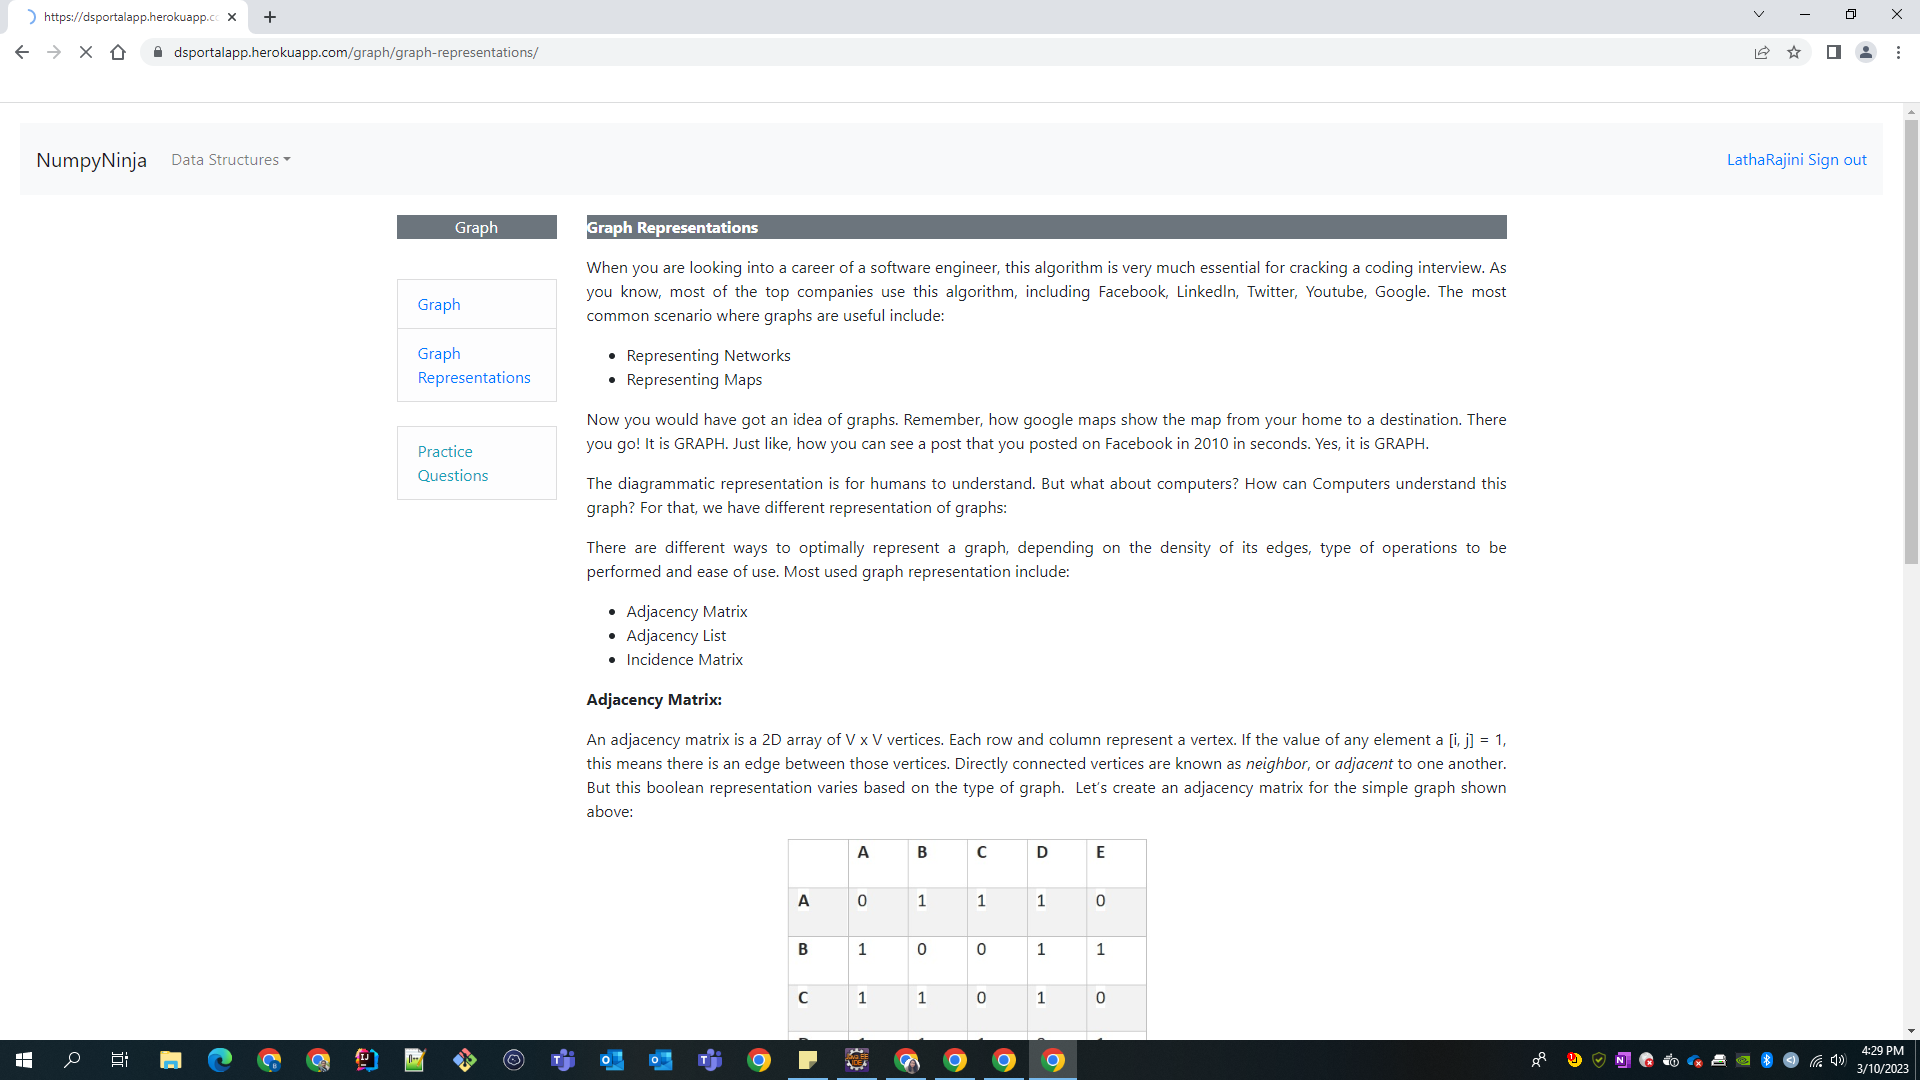 https://dsportalapp.herokuapp.c
dsportalapp.herokuapp.com/graph/graph-representations/
NumpyNinja Data Structures LathaRajini Sign out
Graph
Graph
Graph
Representations
Practice
Questions
Graph Representations
When you are looking into a career of a software engineer, this algorithm is very much essential for cracking a coding interview. As
you know, most of the top companies use this algorithm, including Facebook, LinkedIn, Twitter, Youtube, Google. The most
common scenario where graphs are useful include:
• Representing Networks
• Representing Maps
Now you would have got an idea of graphs. Remember, how google maps show the map from your home to a destination. There
you go! It is GRAPH. Just like, how you can see a post that you posted on Facebook in 2010 in seconds. Yes, it is GRAPH.
The diagrammatic representation is for humans to understand. But what about computers? How can Computers understand this
graph? For that, we have different representation of graphs:
There are different ways to optimally represent a graph, depending on the density of its edges, type of operations to be
performed and ease of use. Most used graph representation include:
• Adjacency Matrix
• Adjacency List
• Incidence Matrix
Adjacency Matrix:
An adjacency matrix is a 2D array of V x V vertices. Each row and column represent a vertex. If the value of any element a [i, j] = 1,
this means there is an edge between those vertices. Directly connected vertices are known as neighbor, or adjacent to one another.
But this boolean representation varies based on the type of graph. Let's create an adjacency matrix for the simple graph shown
above:
A B C D E
A 0 1 1 1 0
B 1 0 0 1 1
C 1 1 0 1 0
4:29 PM
3/10/2023